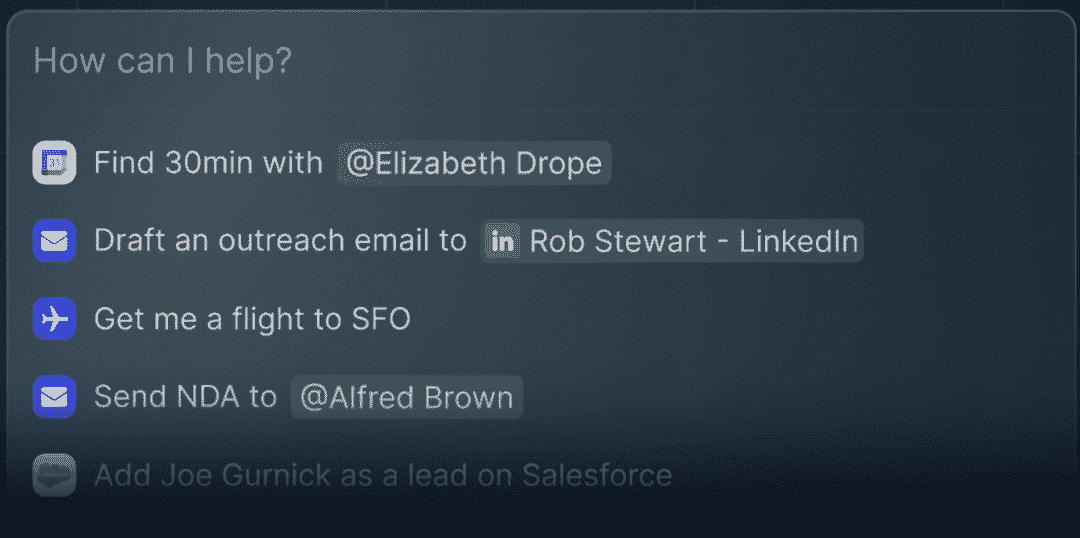 How can I help?
31
Find 30min with @Elizabeth Drope
Draft an outreach email to in Rob Stewart - LinkedIn
Get me a flight to SFO
Send NDA to @Alfred Brown
Add Joe Gurnick as a lead on Salesforce